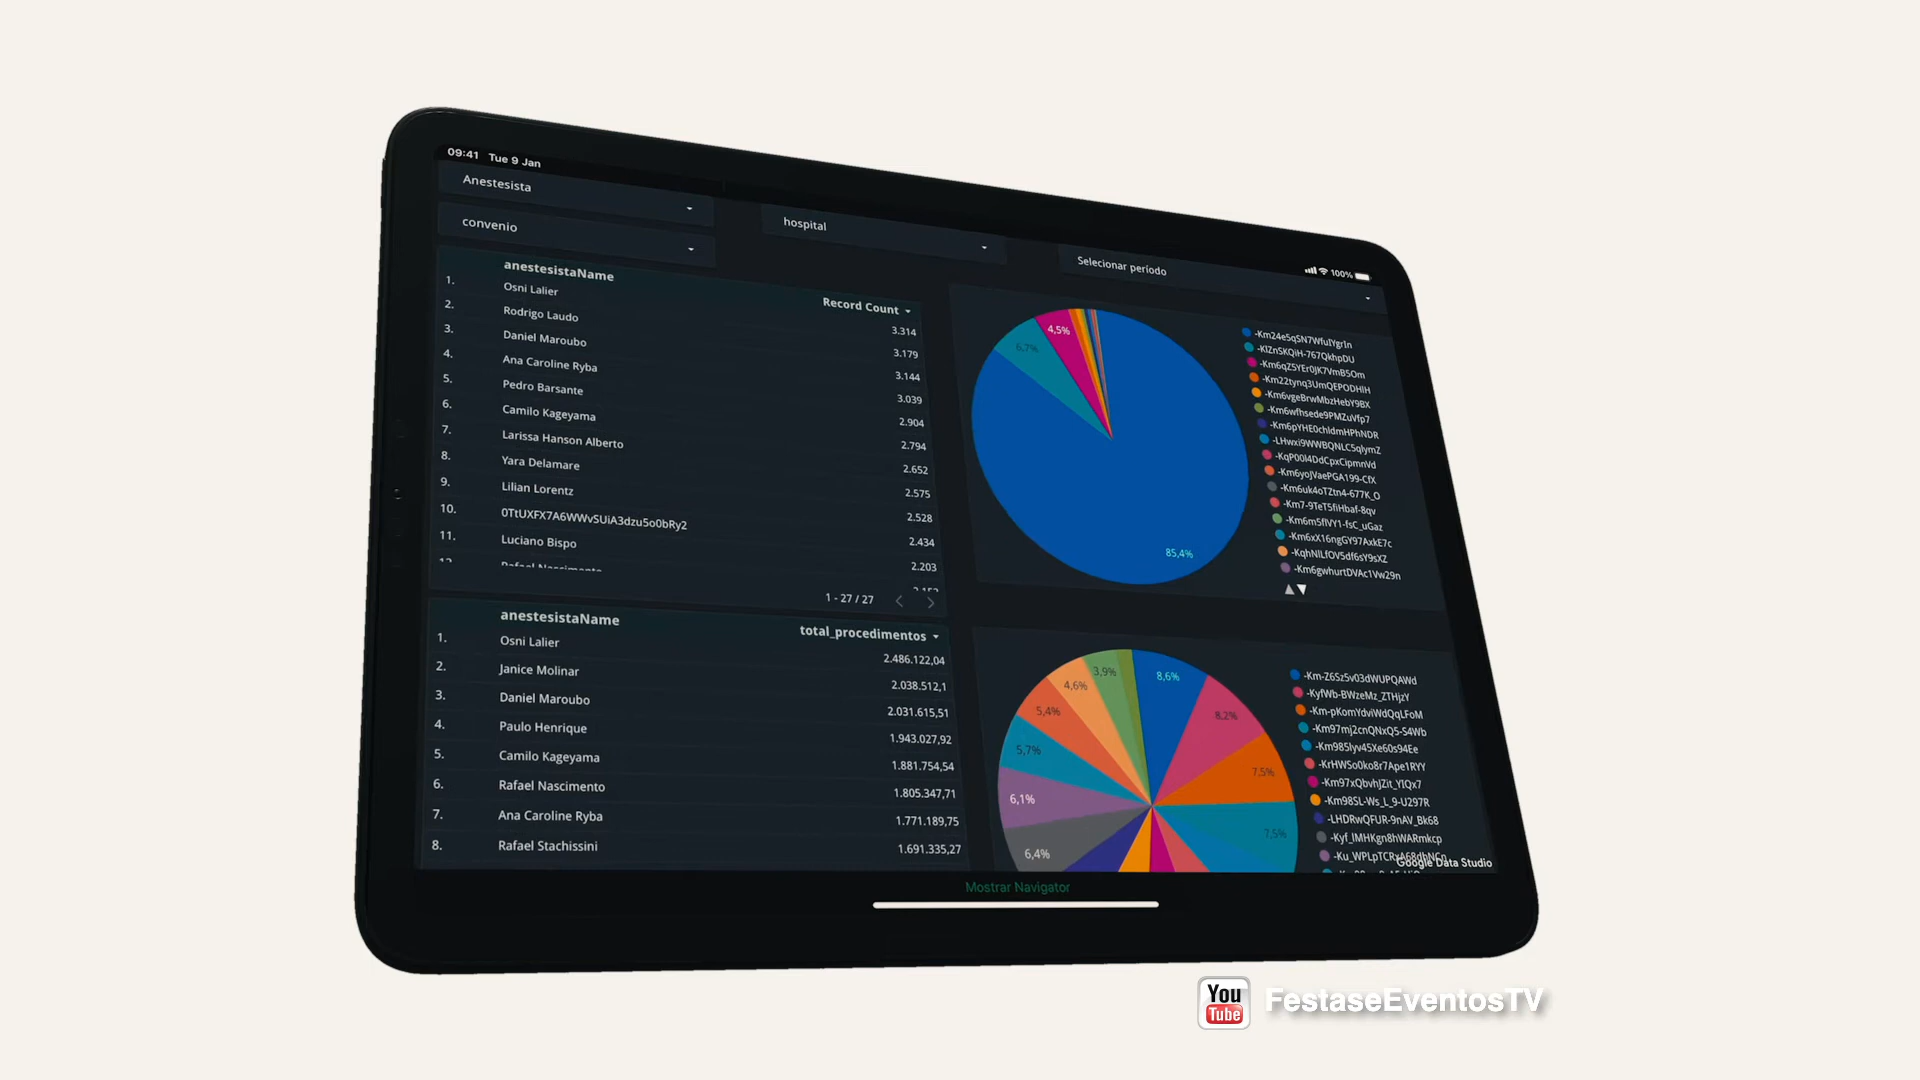 09:41 Tue 9 Jan
100%
Anestesista
convenio
hospital
Selecionar período
anestesistaName
Record Count
1. Osni Lalier 3.314
2. Rodrigo Laudo 3.179
3. Daniel Maroubo 3.144
4. Ana Caroline Ryba 3.039
5. Pedro Barsante 2.904
6. Camilo Kageyama 2.794
7. Larissa Hanson Alberto 2.652
8. Yara Delamare 2.575
9. Lilian Lorentz 2.528
10. 0TtUXFX7A6WWvSUiA3dzu5o0bRy2 2.434
11. Luciano Bispo 2.203
1 - 27 / 27
4,5%
6,7%
85,4%
-Km24e5qSN7WfuIYgrln
-KlZnSKQiH-767QkhpDU
-Km6qZ5YEr0JK7VmB5Om
-Km22tynq3UmQEPODHlH
-Km6vgeBrwMbzHebY9BX
-Km6wfhsede9PMZuVfp7
-Km6pYHE0chldmHPhNDR
-LHwxi9WWBQNLC5qlymZ
-KqP00l4DdCpxCipmnVd
-Km6yoJVaePGA199-CfX
-Km6uk4oTZtn4-677K_O
-Km7-9TeT5fiHbaf-8qv
-Km6m5flVY1-fsC_uGaz
-Km6xX16ngGY97AxkE7c
-KqhNlLfOV5df6sY9sXZ
-Km6gwhurtDVAc1Vw29n
anestesistaName
total_procedimentos
1. Osni Lalier 2.486.122,04
2. Janice Molinar 2.038.512,1
3. Daniel Maroubo 2.031.615,51
4. Paulo Henrique 1.943.027,92
5. Camilo Kageyama 1.881.754,54
6. Rafael Nascimento 1.805.347,71
7. Ana Caroline Ryba 1.771.189,75
8. Rafael Stachissini 1.691.335,27
3,9%
8,6%
4,6%
8,2%
5,4%
5,7%
7,5%
6,1%
7,5%
6,4%
-Km-Z6Sz5v03dWUPQAWd
-KyfWb-BWzeMz_ZTHjzY
-Km-pKomYdviWdQqLFoM
-Km97mj2cnQNxQ5-S4Wb
-Km985lyv45Xe60s94Ee
-KrHWSo0ko8r7Ape1RYY
-Km97xQbvhJZit_YIQx7
-Km98SL-Ws_L_9-U297R
-LHDRwQFUR-9nAV_Bk68
-Kyf_lMHKgn8hWARmkcp
Google Data Studio
Mostrar Navigator
You Tube FestaseEventosTV